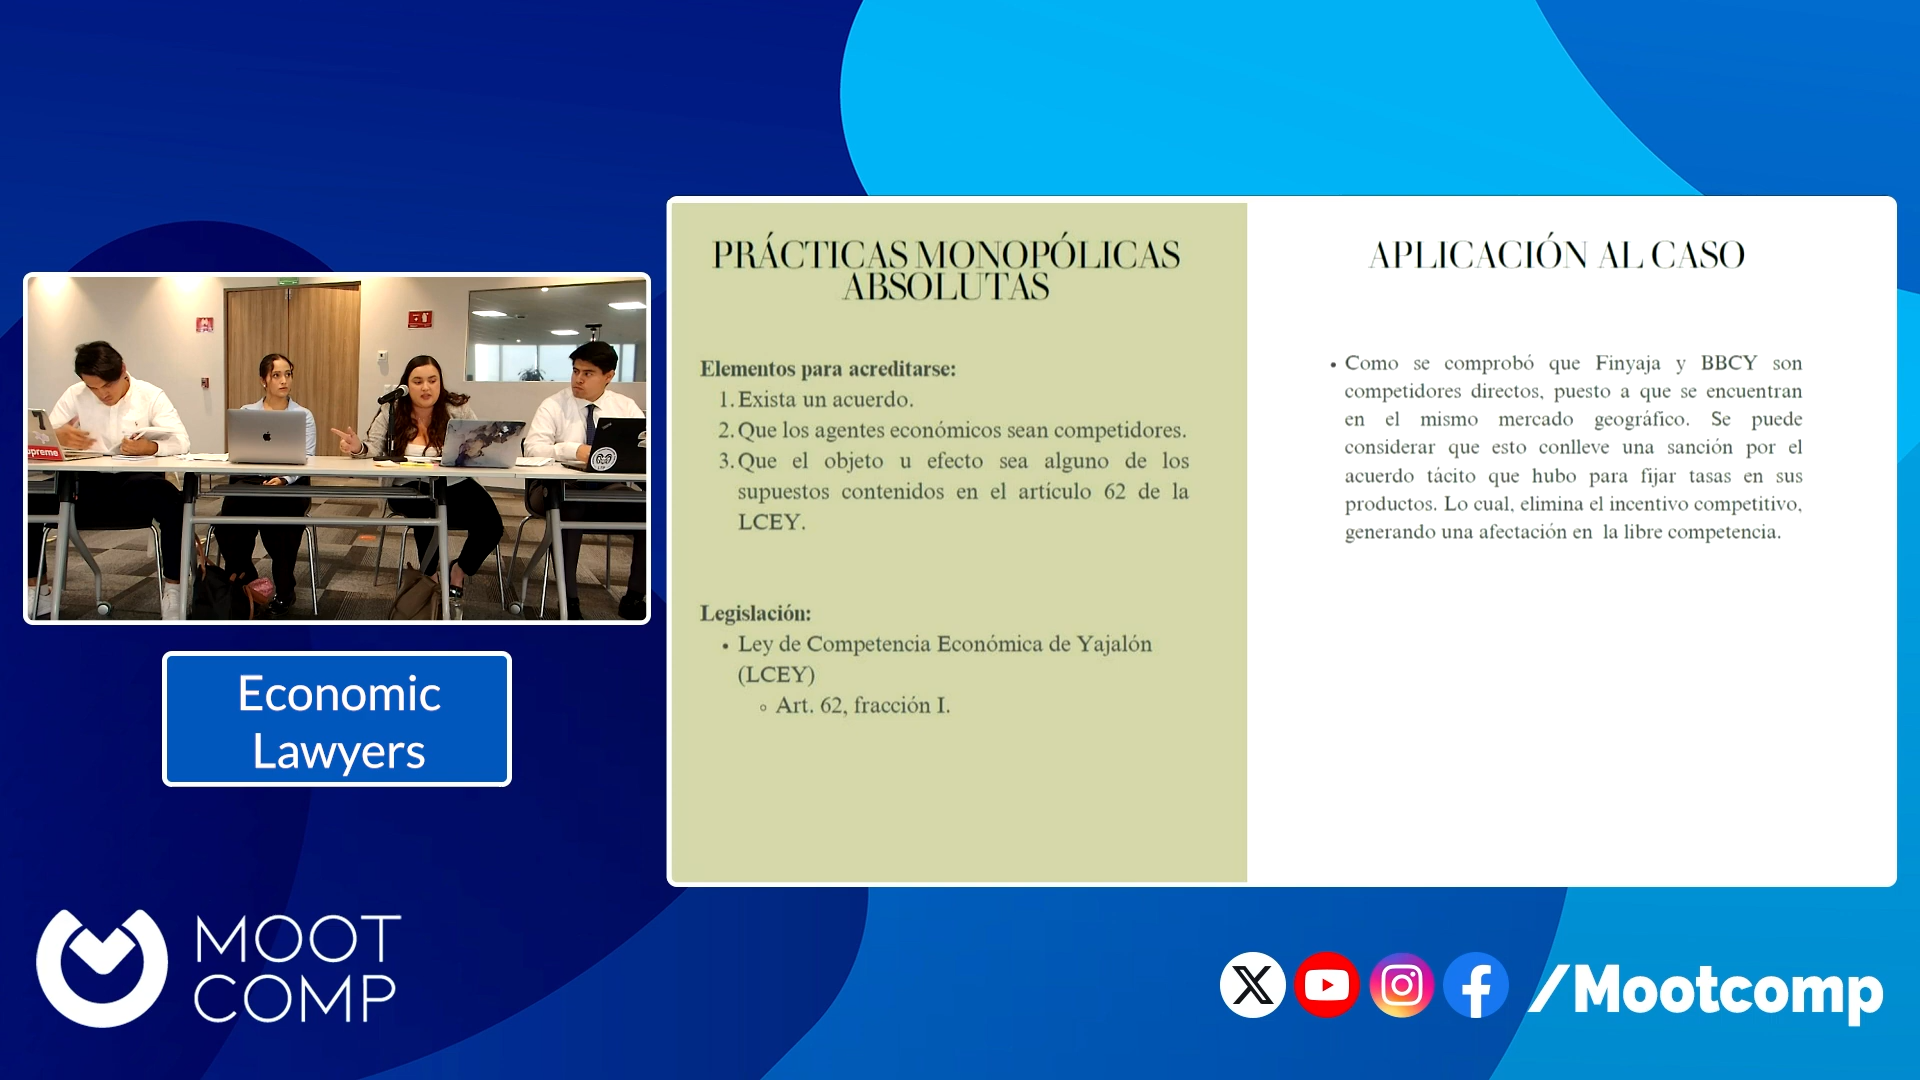 PRÁCTICAS MONOPÓLICAS
ABSOLUTAS
Elementos para acreditarse:
1. Exista un acuerdo.
2. Que los agentes económicos sean competidores.
3. Que el objeto u efecto sea alguno de los
supuestos contenidos en el artículo 62 de la
LCEY.
Legislación:
• Ley de Competencia Económica de Yajalón
(LCEY)
◦ Art. 62, fracción I.
APLICACIÓN AL CASO
• Como se comprobó que Finyaja y BBCY son
competidores directos, puesto a que se encuentran
en el mismo mercado geográfico. Se puede
considerar que esto conlleve una sanción por el
acuerdo tácito que hubo para fijar tasas en sus
productos. Lo cual, elimina el incentivo competitivo,
generando una afectación en la libre competencia.
preme
Economic
Lawyers
MOOT
COMP
/Mootcomp